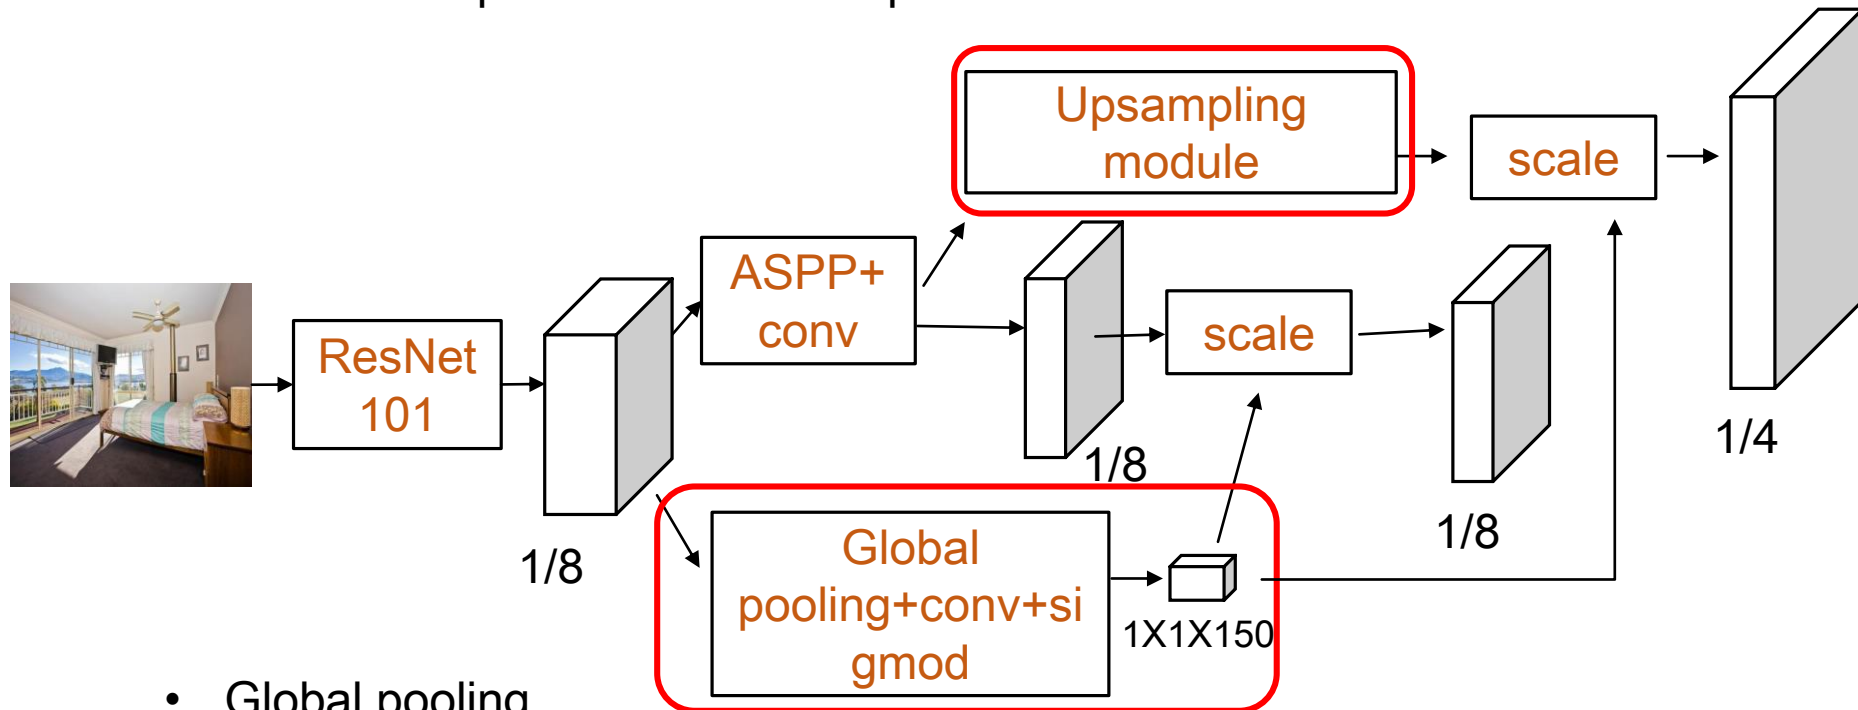 Upsampling
module
scale
ASPP+
conv
scale
ResNet
101
1/4
1/8
1/8
1/8
Global
pooling+conv+si
gmod
1X1X150
• Global pooling